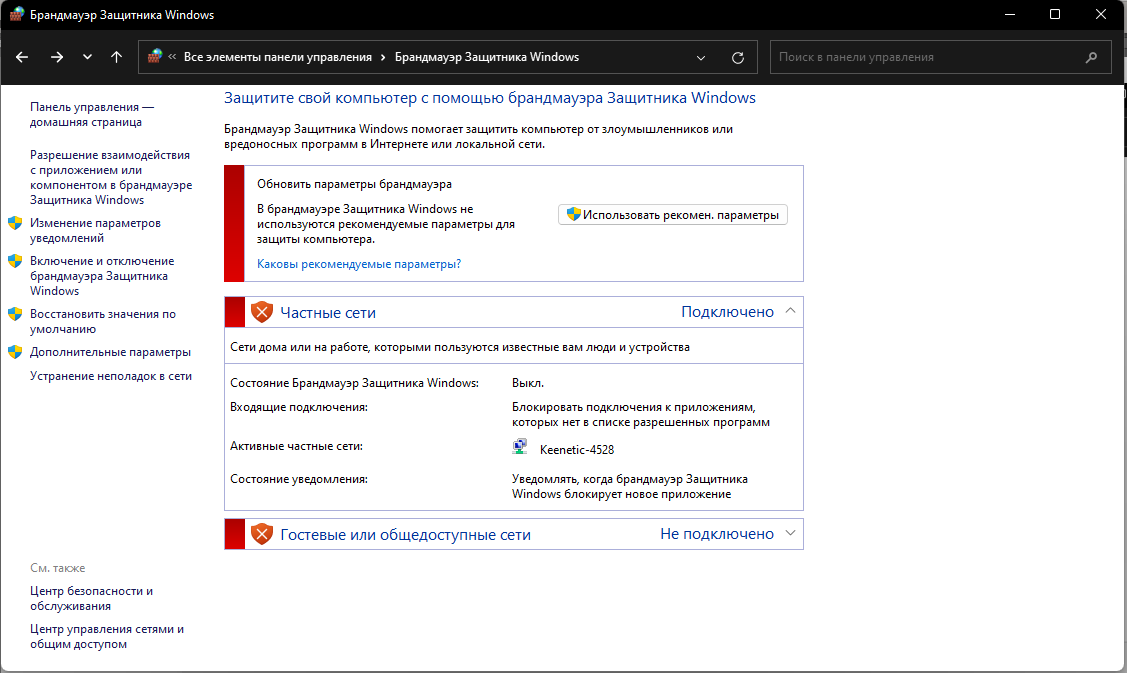 Брандмауэр Защитника Windows
« Все элементы панели управления › Брандмауэр Защитника Windows
Поиск в панели управления
Панель управления —
домашняя страница
Разрешение взаимодействия
с приложением или
компонентом в брандмауэре
Защитника Windows
Изменение параметров
уведомлений
Включение и отключение
брандмауэра Защитника
Windows
Восстановить значения по
умолчанию
Дополнительные параметры
Устранение неполадок в сети
Защитите свой компьютер с помощью брандмауэра Защитника Windows
Брандмауэр Защитника Windows помогает защитить компьютер от злоумышленников или
вредоносных программ в Интернете или локальной сети.
Обновить параметры брандмауэра
В брандмауэре Защитника Windows не
используются рекомендуемые параметры для
защиты компьютера.
Использовать рекомен. параметры
Каковы рекомендуемые параметры?
Частные сети Подключено
Сети дома или на работе, которыми пользуются известные вам люди и устройства
Состояние Брандмауэр Защитника Windows: Выкл.
Входящие подключения: Блокировать подключения к приложениям,
которых нет в списке разрешенных программ
Активные частные сети: Keenetic-4528
Состояние уведомления: Уведомлять, когда брандмауэр Защитника
Windows блокирует новое приложение
Гостевые или общедоступные сети Не подключено
См. также
Центр безопасности и
обслуживания
Центр управления сетями и
общим доступом